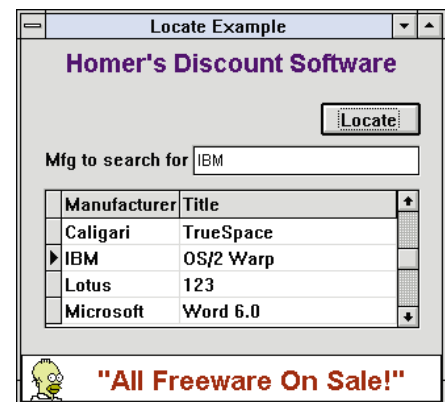 Locate Example
Homer's Discount Software
Locate
Mfg to search for IBM
Manufacturer Title
Caligari TrueSpace
IBM OS/2 Warp
Lotus 123
Microsoft Word 6.0
"All Freeware On Sale!"